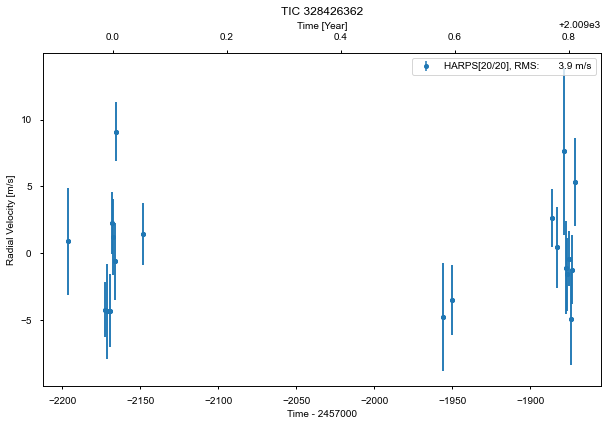 TIC 328426362
Time [Year]
+2.009e3
0.0 0.2 0.4 0.6 0.8
HARPS[20/20], RMS: 3.9 m/s
Radial Velocity [m/s]
10
5
0
−5
−2200 −2150 −2100 −2050 −2000 −1950 −1900
Time - 2457000